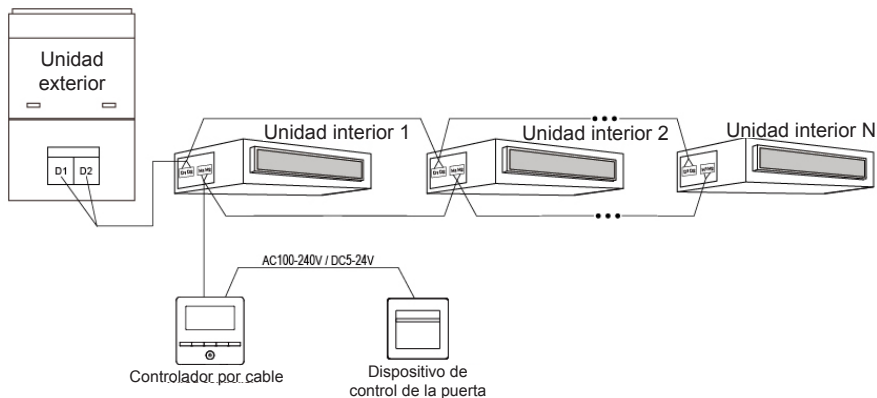 Unidad
exterior
D1 D2
Unidad interior 1
Unidad interior 2
Unidad interior N
AC100-240V / DC5-24V
Controlador por cable
Dispositivo de
control de la puerta